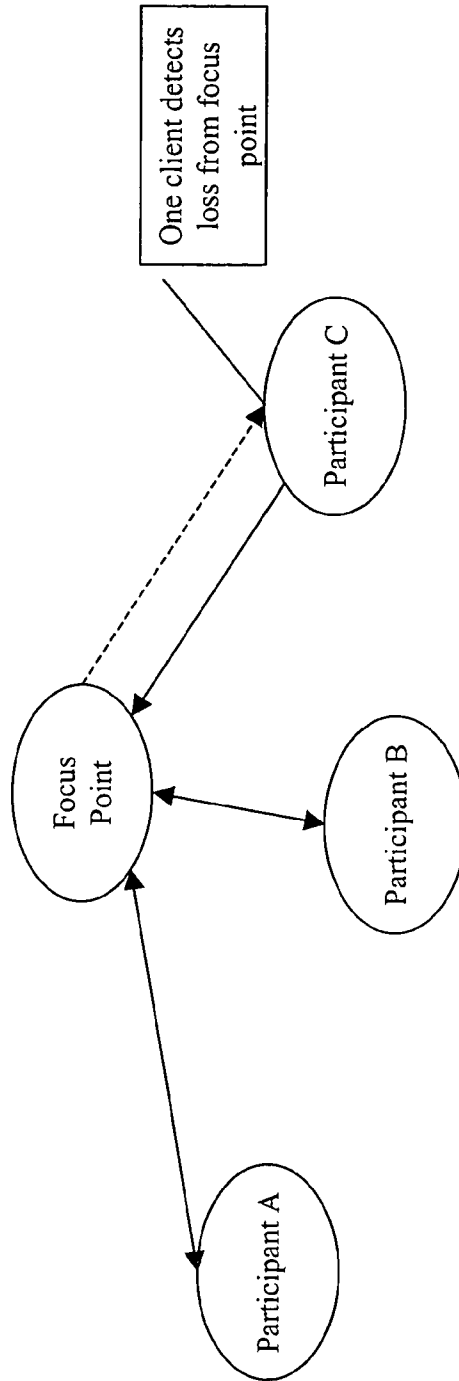 One client detects
loss from focus
point
Focus
Point
Participant A
Participant B
Participant C